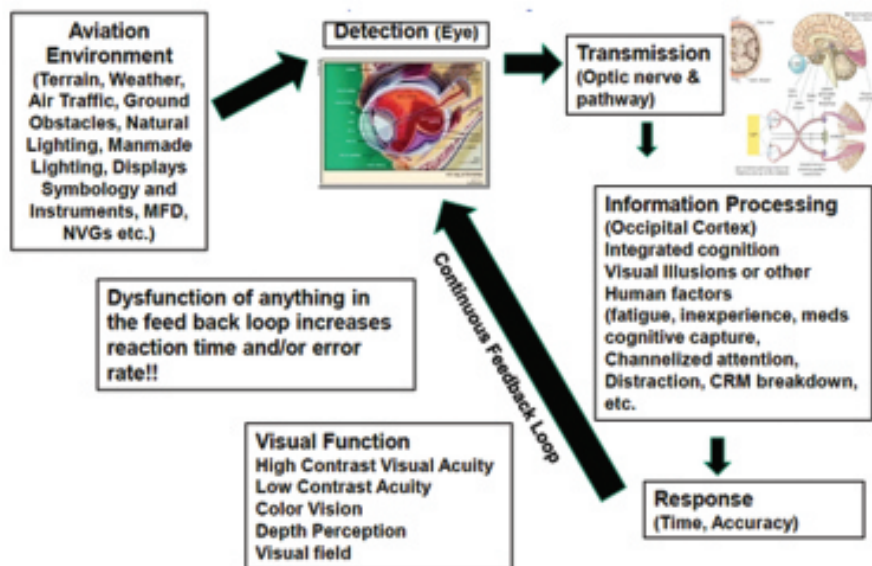 Aviation
Environment
(Terrain, Weather,
Air Traffic, Ground
Obstacles, Natural
Lighting, Manmade
Lighting, Displays
Symbology and
Instruments, MFD,
NVGs etc.)
Detection (Eye)
Transmission
(Optic nerve &
pathway)
Information Processing
(Occipital Cortex)
Integrated cognition
Visual Illusions or other
Human factors
(fatigue, inexperience, meds
cognitive capture,
Channelized attention,
Distraction, CRM breakdown,
etc.
Response
(Time, Accuracy)
Continuous Feedback Loop
Dysfunction of anything in
the feed back loop increases
reaction time and/or error
rate!!
Visual Function
High Contrast Visual Acuity
Low Contrast Acuity
Color Vision
Depth Perception
Visual field